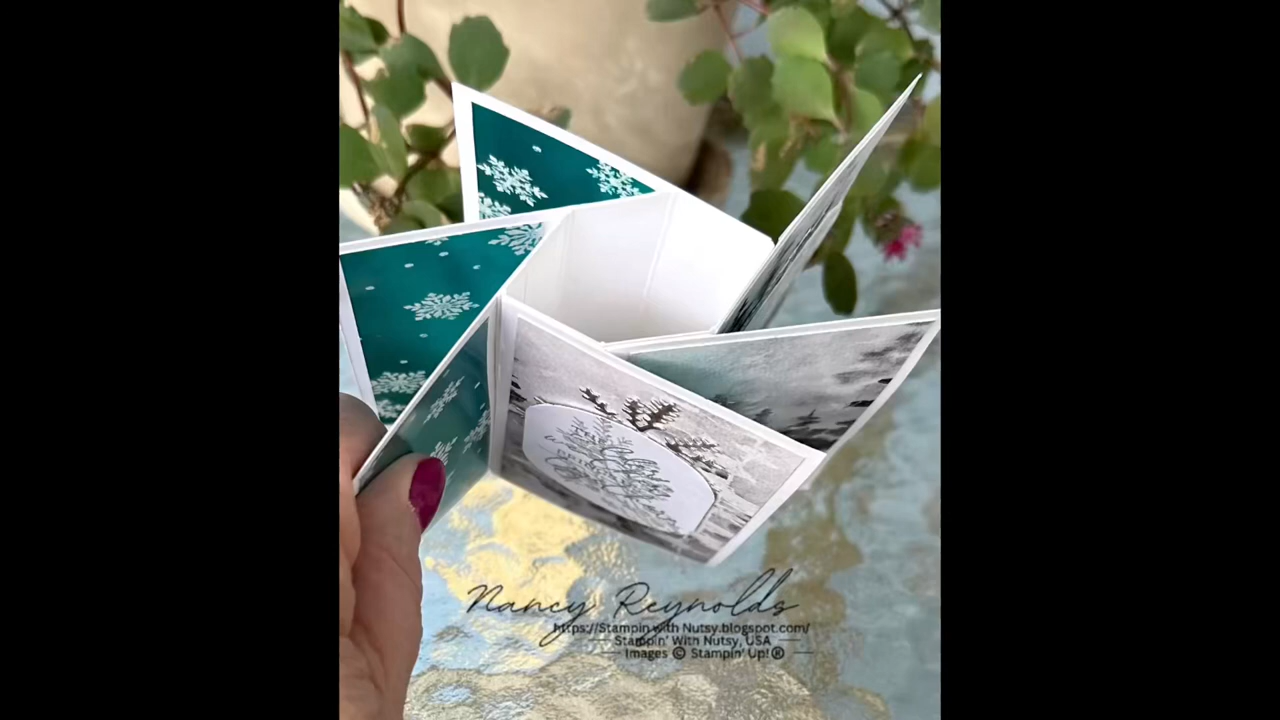 Nancy Reynolds
https://Stampin with Nutsy.blogspot.com/
Stampin' With Nutsy, USA
Images © Stampin' Up!®